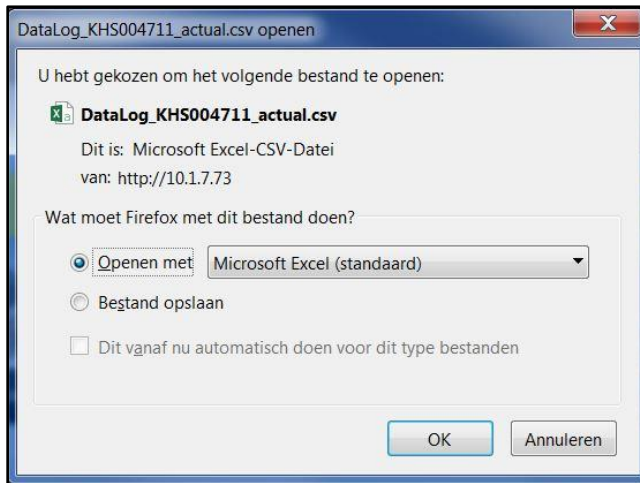 DataLog_KHS004711_actual.csv openen
U hebt gekozen om het volgende bestand te openen:
DataLog_KHS004711_actual.csv
Dit is: Microsoft Excel-CSV-Datei
van: http://10.1.7.73
Wat moet Firefox met dit bestand doen?
Openen met Microsoft Excel (standaard)
Bestand opslaan
Dit vanaf nu automatisch doen voor dit type bestanden
OK Annuleren